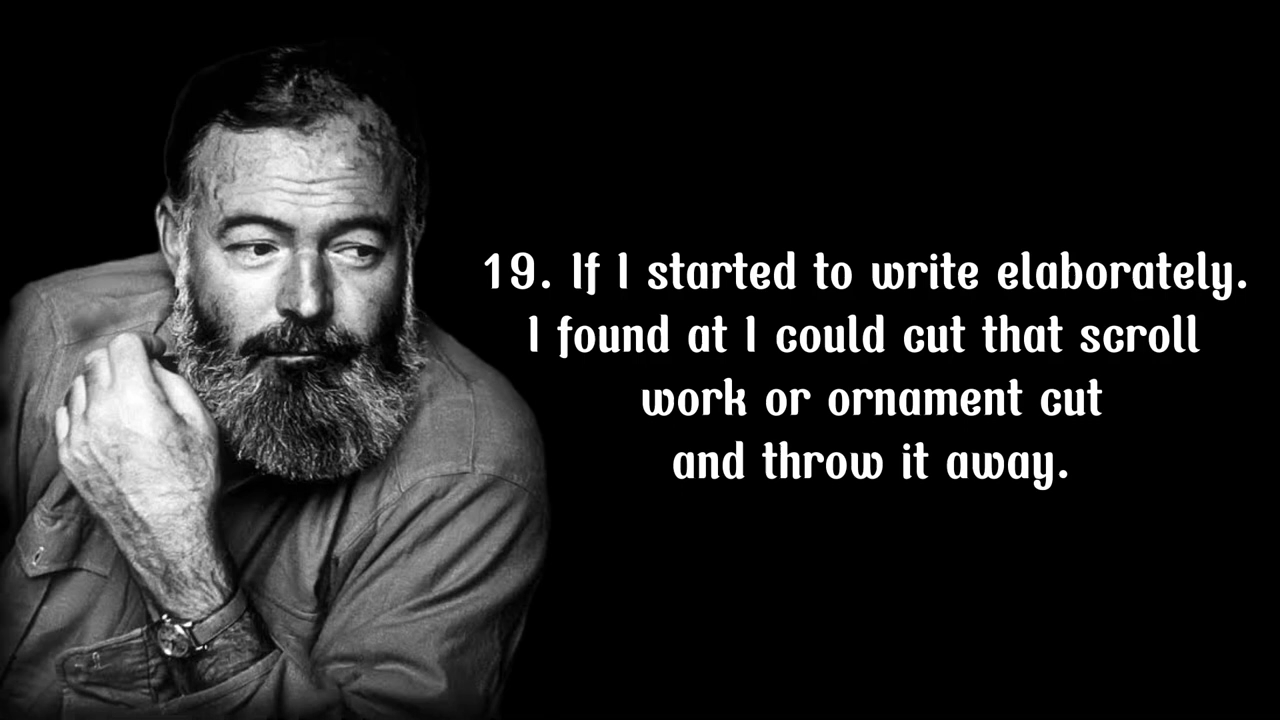 19. If I started to write elaborately.
I found at I could cut that scroll
work or ornament cut
and throw it away.